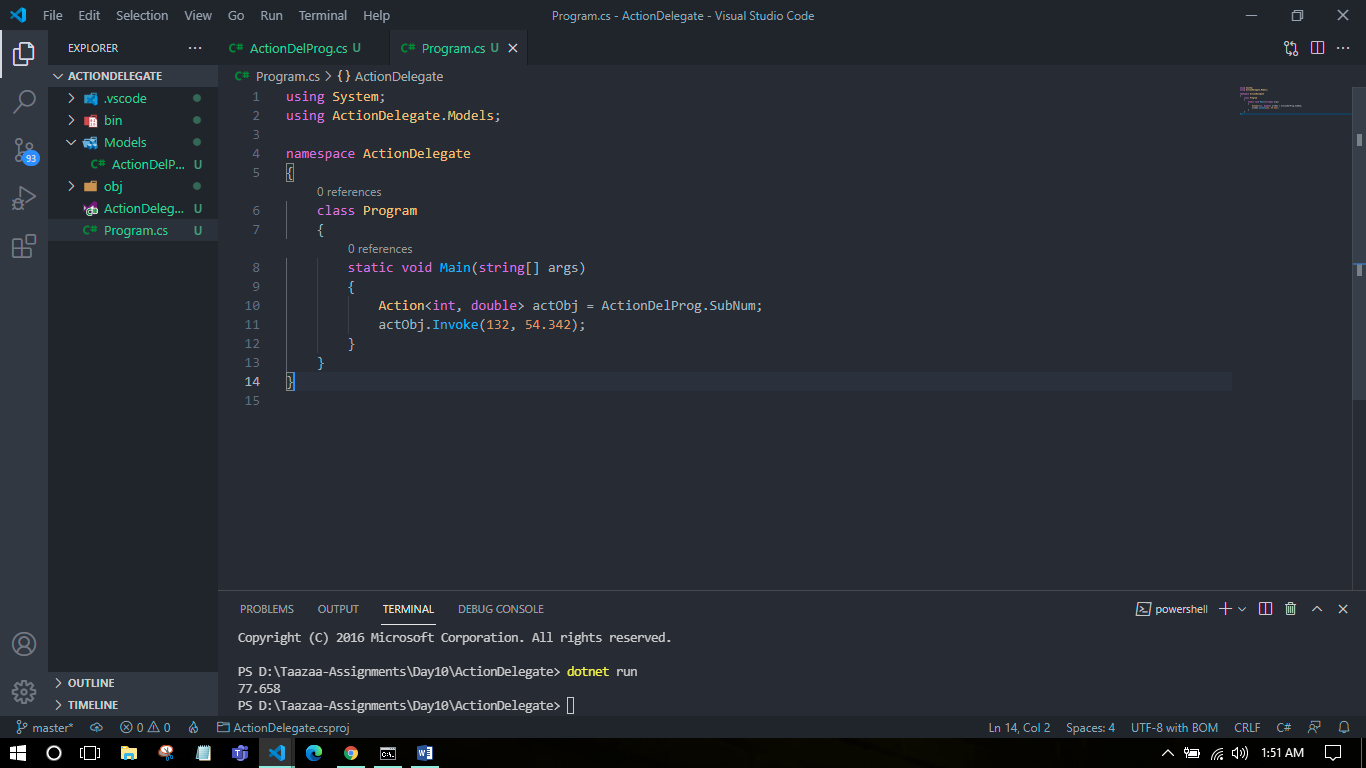 File Edit Selection View Go Run Terminal Help
Program.cs - ActionDelegate - Visual Studio Code
EXPLORER
ACTIONDELEGATE
.vscode
bin
Models
C# ActionDelP... U
obj
ActionDeleg... U
C# Program.cs U
93
OUTLINE
TIMELINE
C# ActionDelProg.cs U
C# Program.cs U
C# Program.cs > {} ActionDelegate
1 using System;
2 using ActionDelegate.Models;
3
4 namespace ActionDelegate
5 {
0 references
6 class Program
7 {
0 references
8 static void Main(string[] args)
9 {
10 Action<int, double> actObj = ActionDelProg.SubNum;
11 actObj.Invoke(132, 54.342);
12 }
13 }
14 }
15
PROBLEMS OUTPUT TERMINAL DEBUG CONSOLE
powershell
Copyright (C) 2016 Microsoft Corporation. All rights reserved.
PS D:\Taazaa-Assignments\Day10\ActionDelegate> dotnet run
77.658
PS D:\Taazaa-Assignments\Day10\ActionDelegate>
master* 0 0 ActionDelegate.csproj
Ln 14, Col 2 Spaces: 4 UTF-8 with BOM CRLF C#
1:51 AM